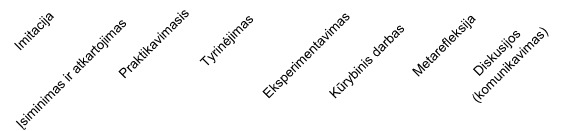 Imitacija
Įsiminimas ir atkartojimas
Praktikavimasis
Tyrinėjimas
Eksperimentavimas
Kūrybinis darbas
Metarefleksija
Diskusijos
(komunikavimas)